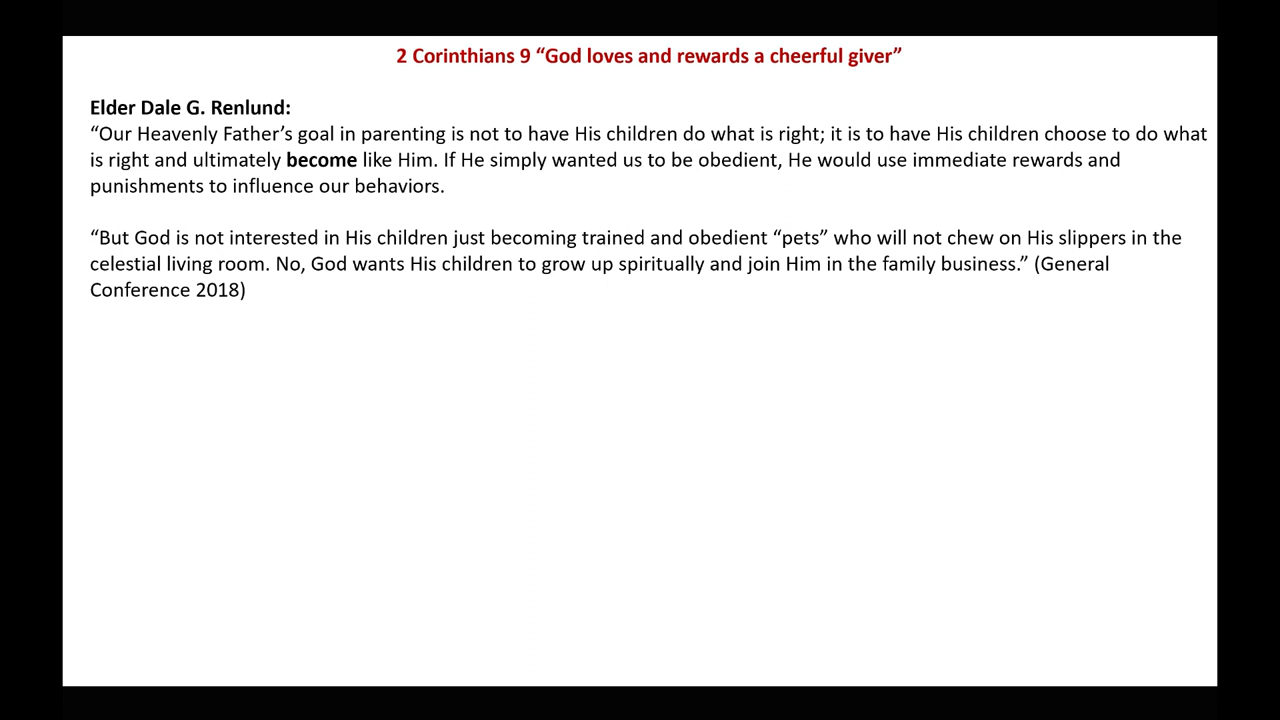 2 Corinthians 9 “God loves and rewards a cheerful giver”
Elder Dale G. Renlund:
“Our Heavenly Father’s goal in parenting is not to have His children do what is right; it is to have His children choose to do what
is right and ultimately become like Him. If He simply wanted us to be obedient, He would use immediate rewards and
punishments to influence our behaviors.
“But God is not interested in His children just becoming trained and obedient “pets” who will not chew on His slippers in the
celestial living room. No, God wants His children to grow up spiritually and join Him in the family business.” (General
Conference 2018)